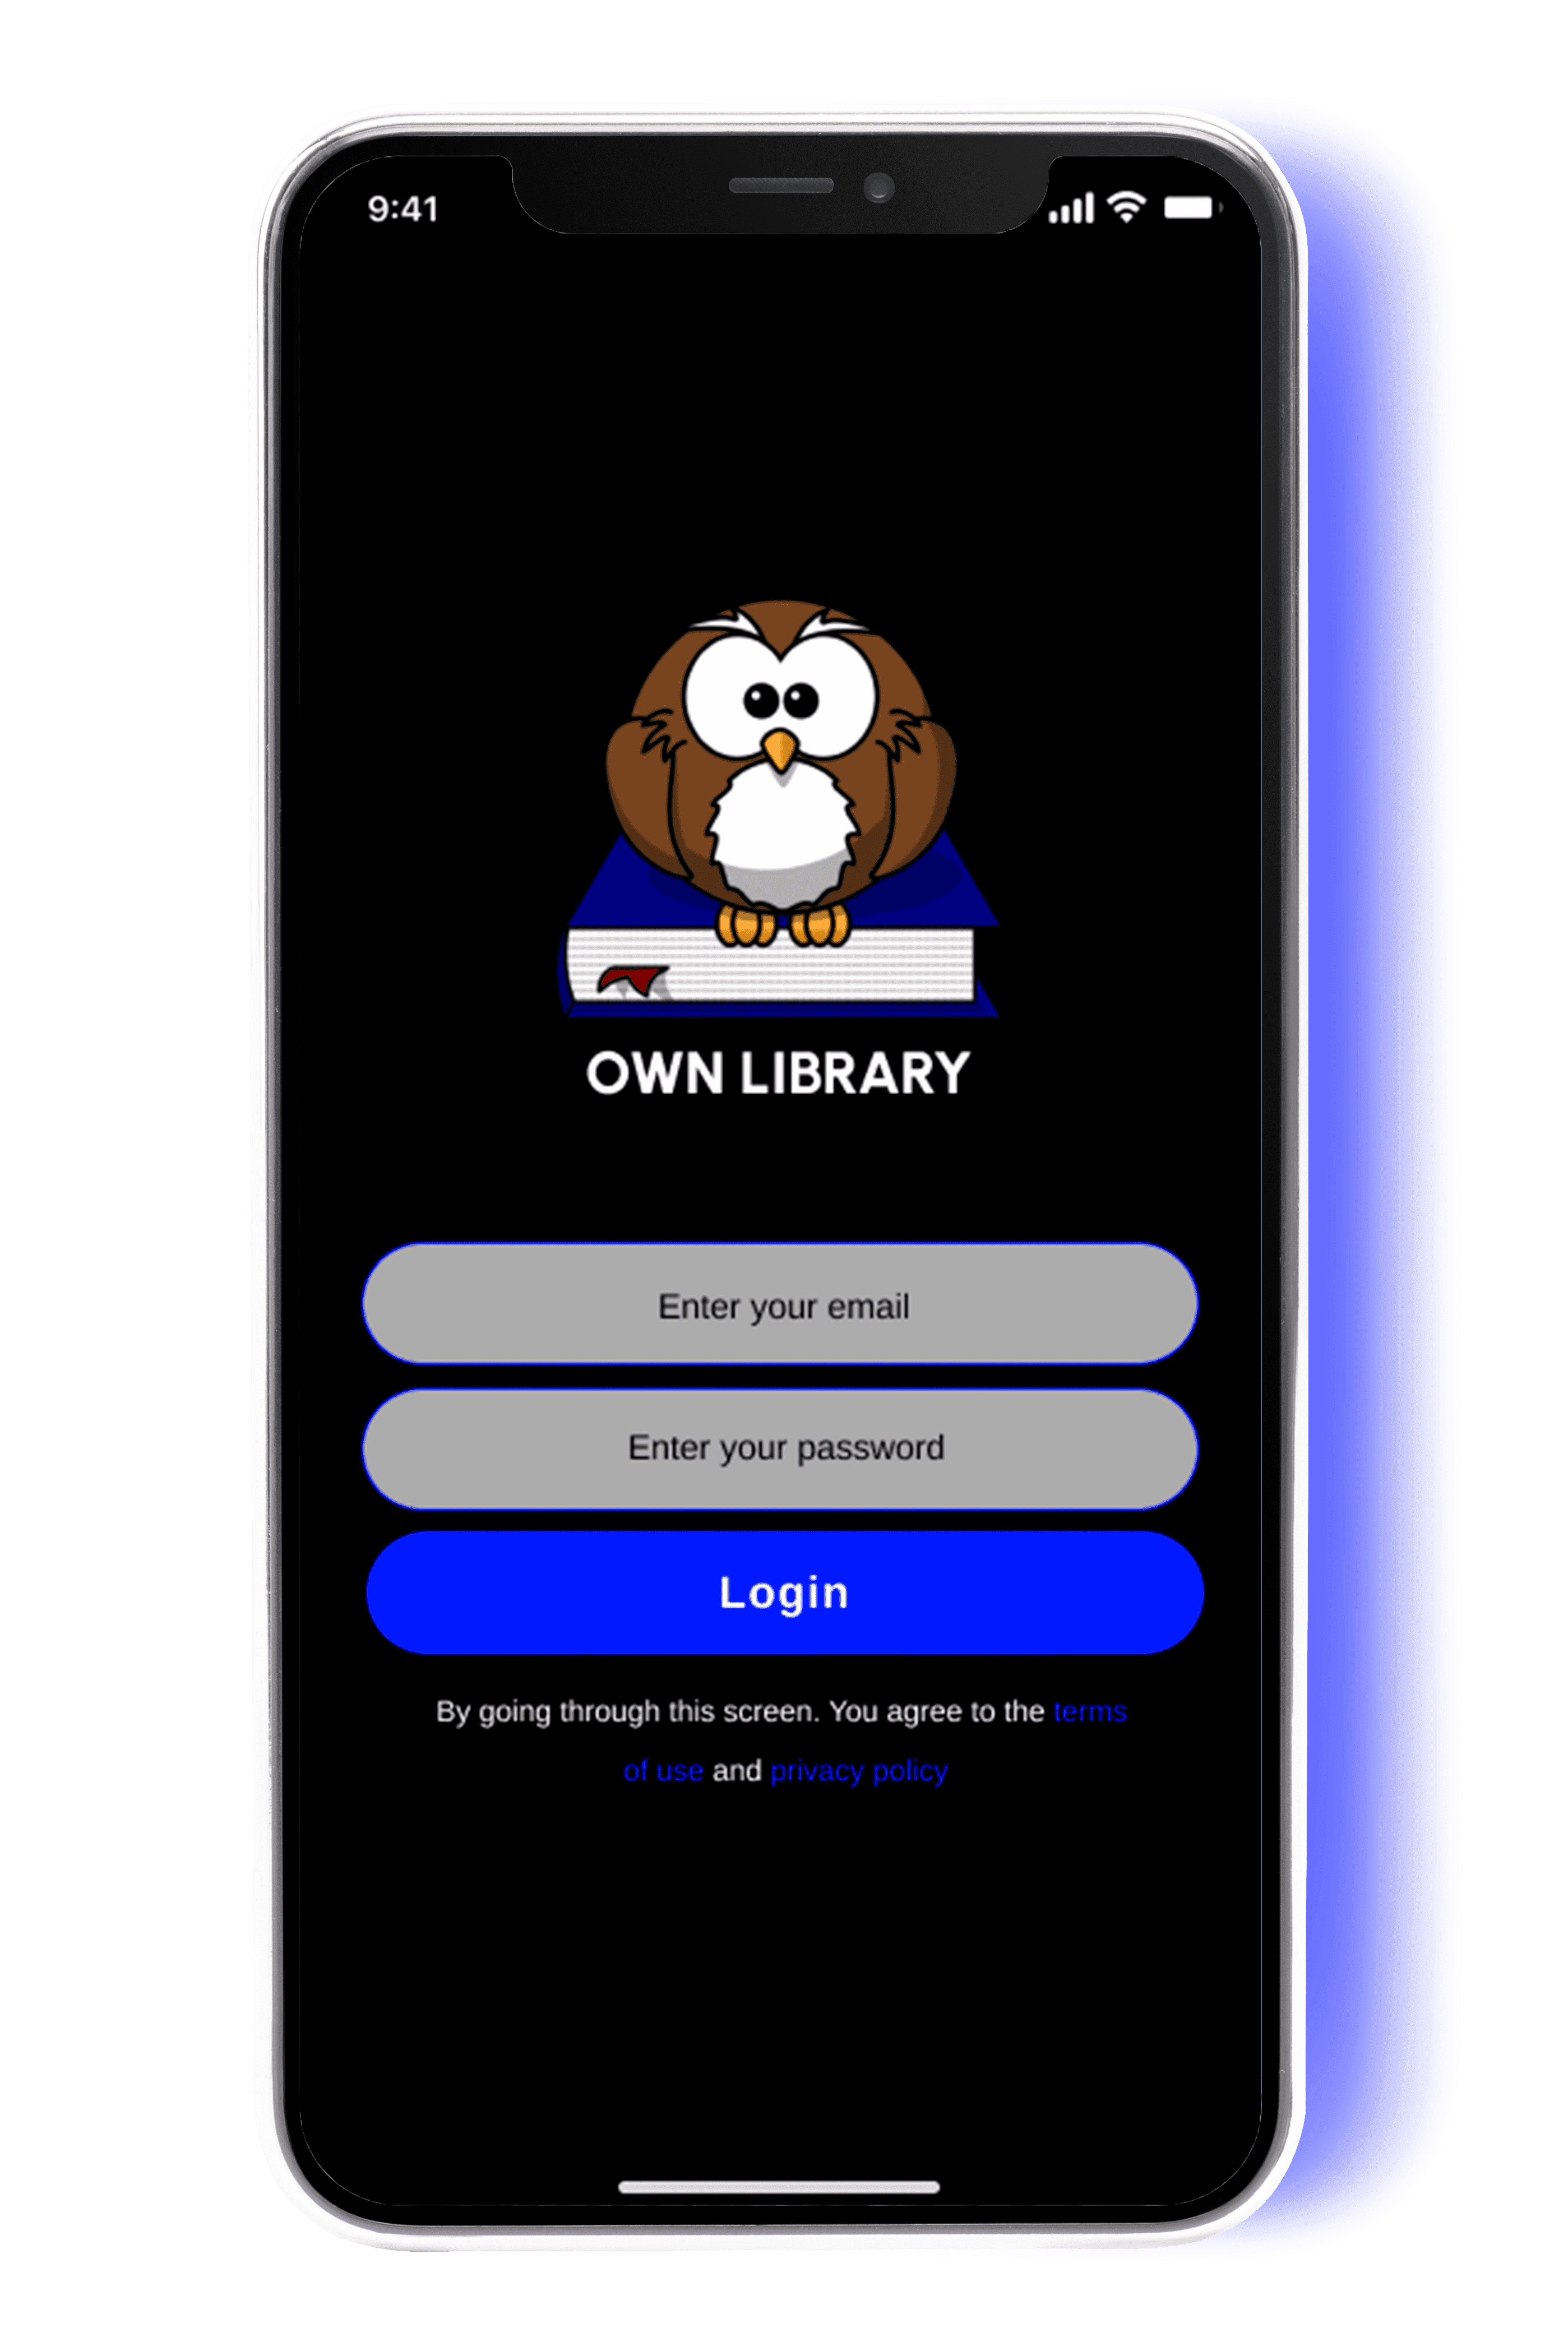 9:41
OWN LIBRARY
Enter your email
Enter your password
Login
By going through this screen. You agree to the terms
of use and privacy policy